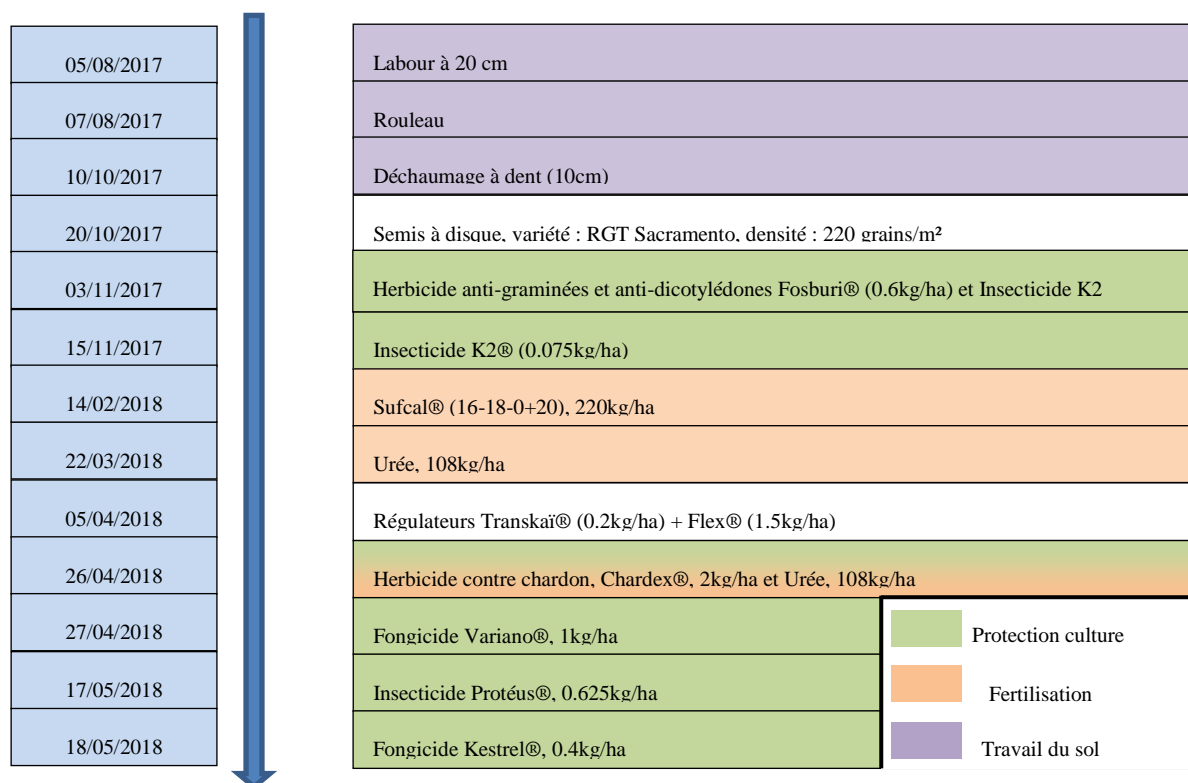 05/08/2017 Labour à 20 cm
07/08/2017 Rouleau
10/10/2017 Déchaumage à dent (10cm)
20/10/2017 Semis à disque, variété : RGT Sacramento, densité : 220 grains/m²
03/11/2017 Herbicide anti-graminées et anti-dicotylédones Fosburi® (0.6kg/ha) et Insecticide K2
15/11/2017 Insecticide K2® (0.075kg/ha)
14/02/2018 Sufcal® (16-18-0+20), 220kg/ha
22/03/2018 Urée, 108kg/ha
05/04/2018 Régulateurs Transkaï® (0.2kg/ha) + Flex® (1.5kg/ha)
26/04/2018 Herbicide contre chardon, Chardex®, 2kg/ha et Urée, 108kg/ha
27/04/2018 Fongicide Variano®, 1kg/ha
17/05/2018 Insecticide Protéus®, 0.625kg/ha
18/05/2018 Fongicide Kestrel®, 0.4kg/ha
Protection culture
Fertilisation
Travail du sol